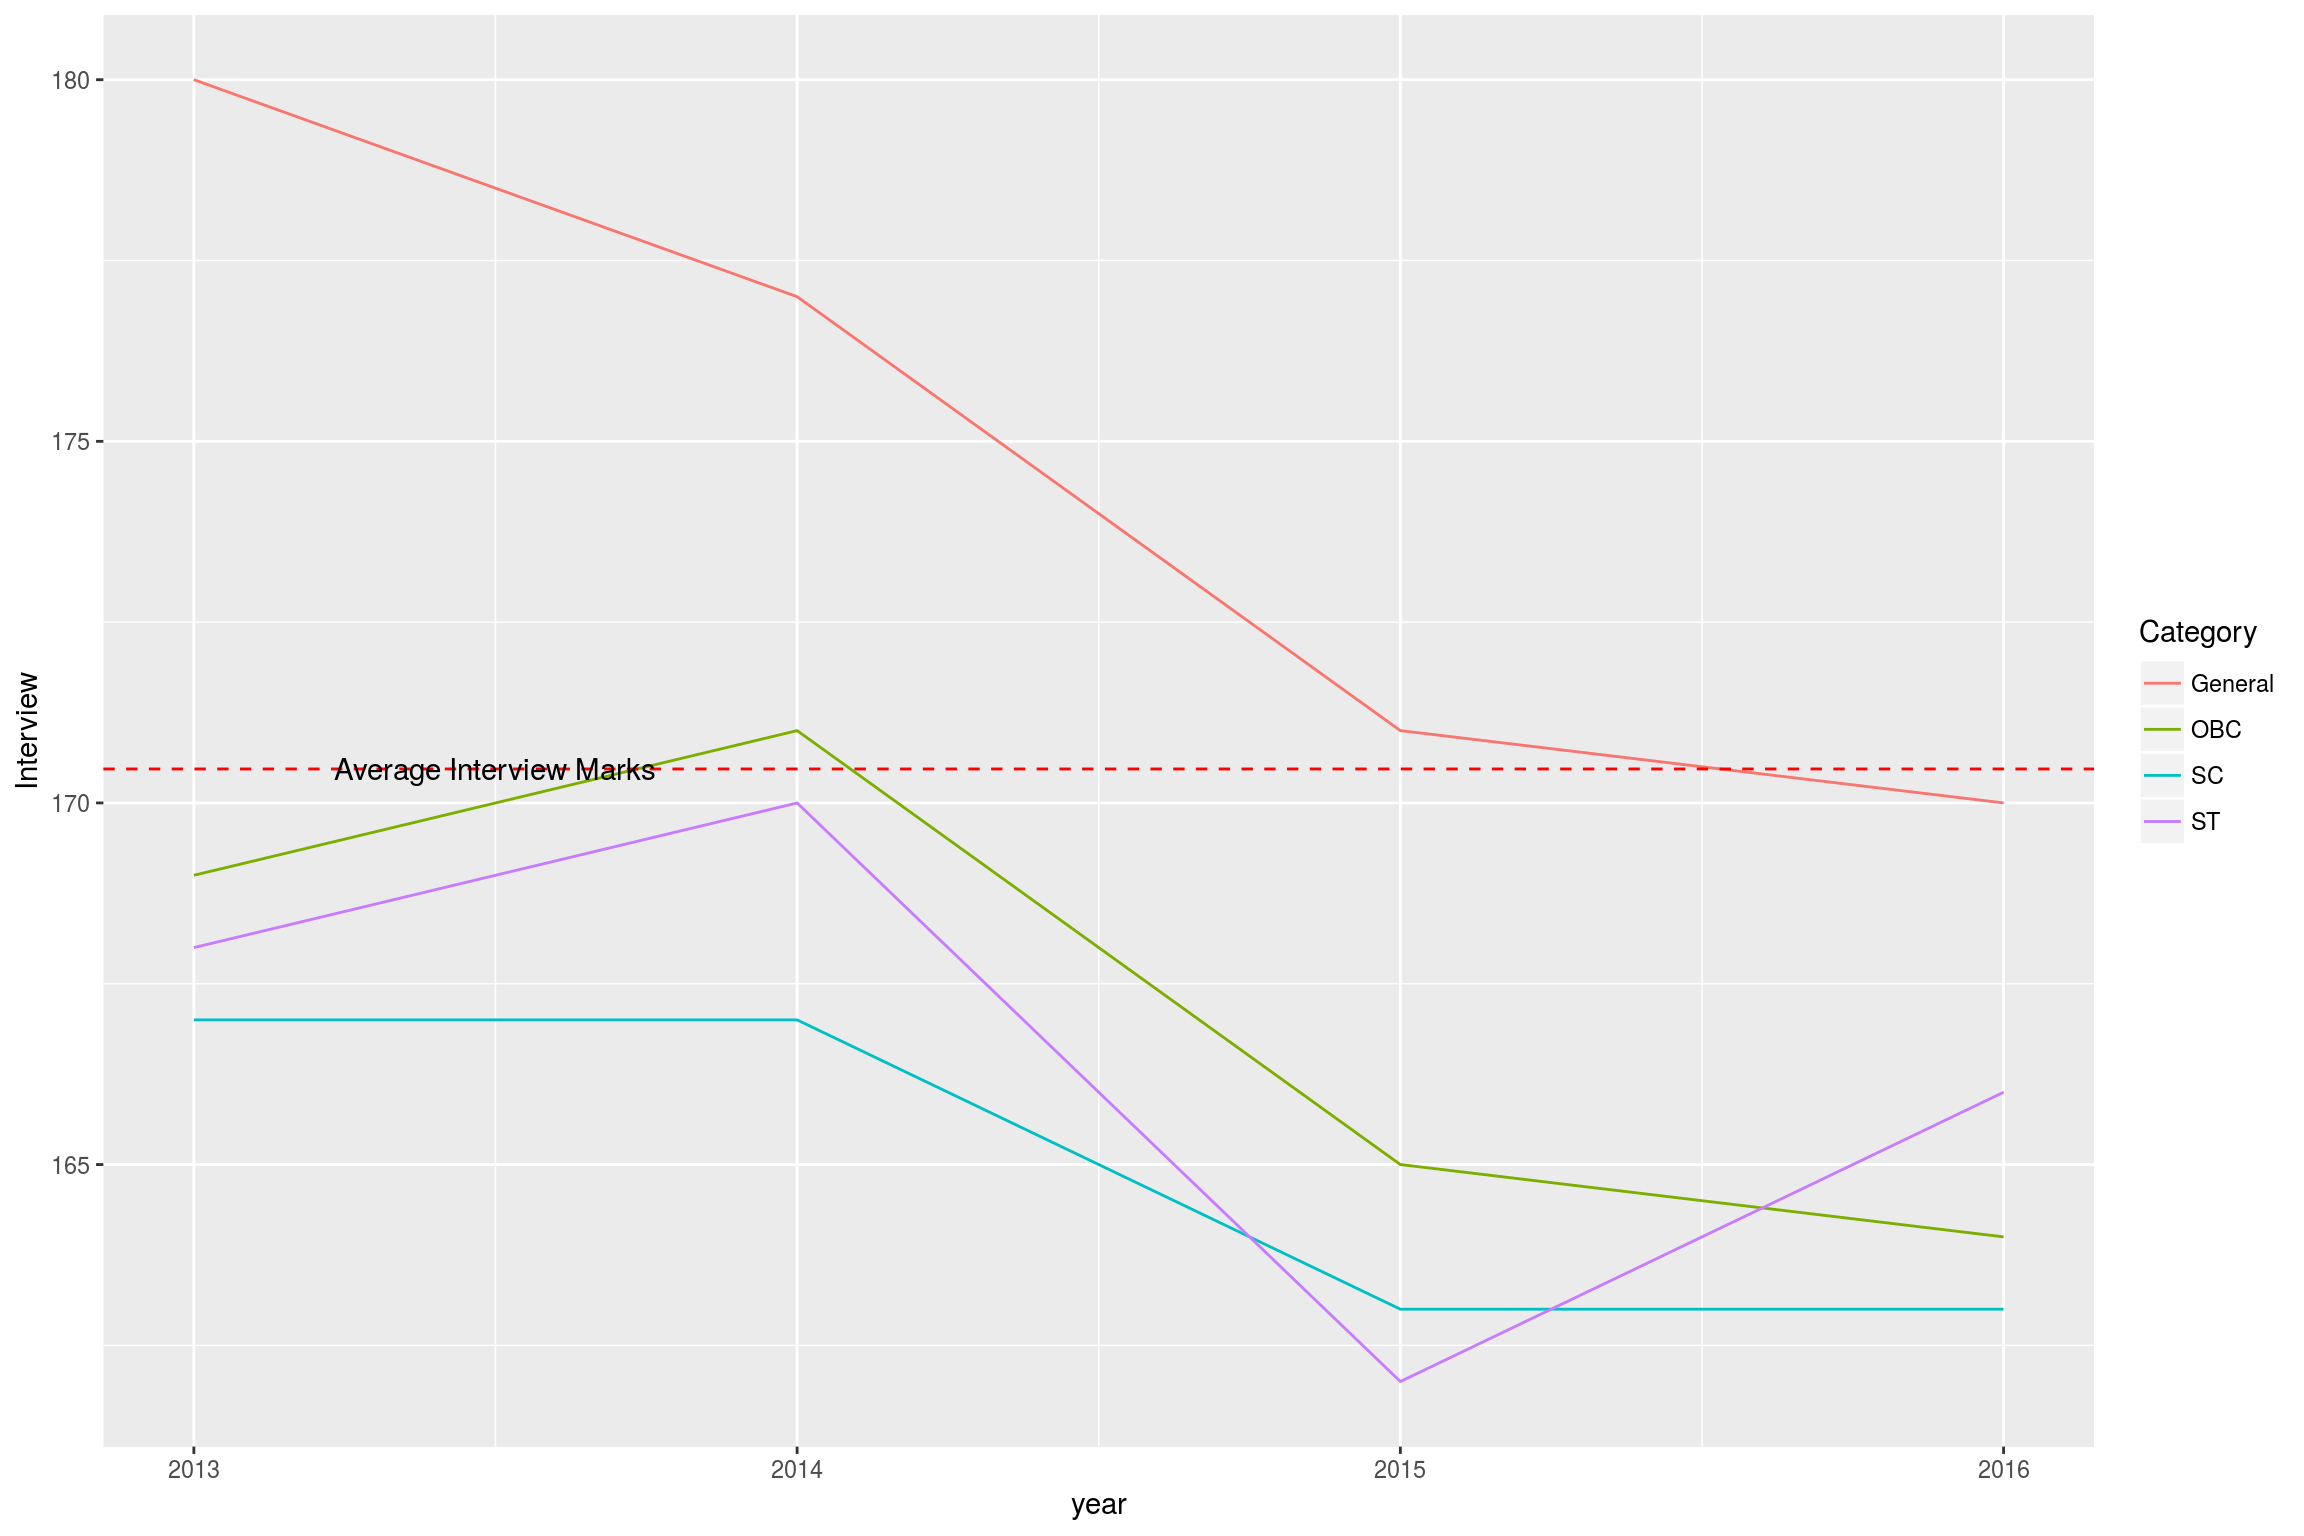 180
175
170
165
Interview
Average Interview Marks
2013
2014
2015
2016
year
Category
General
OBC
SC
ST